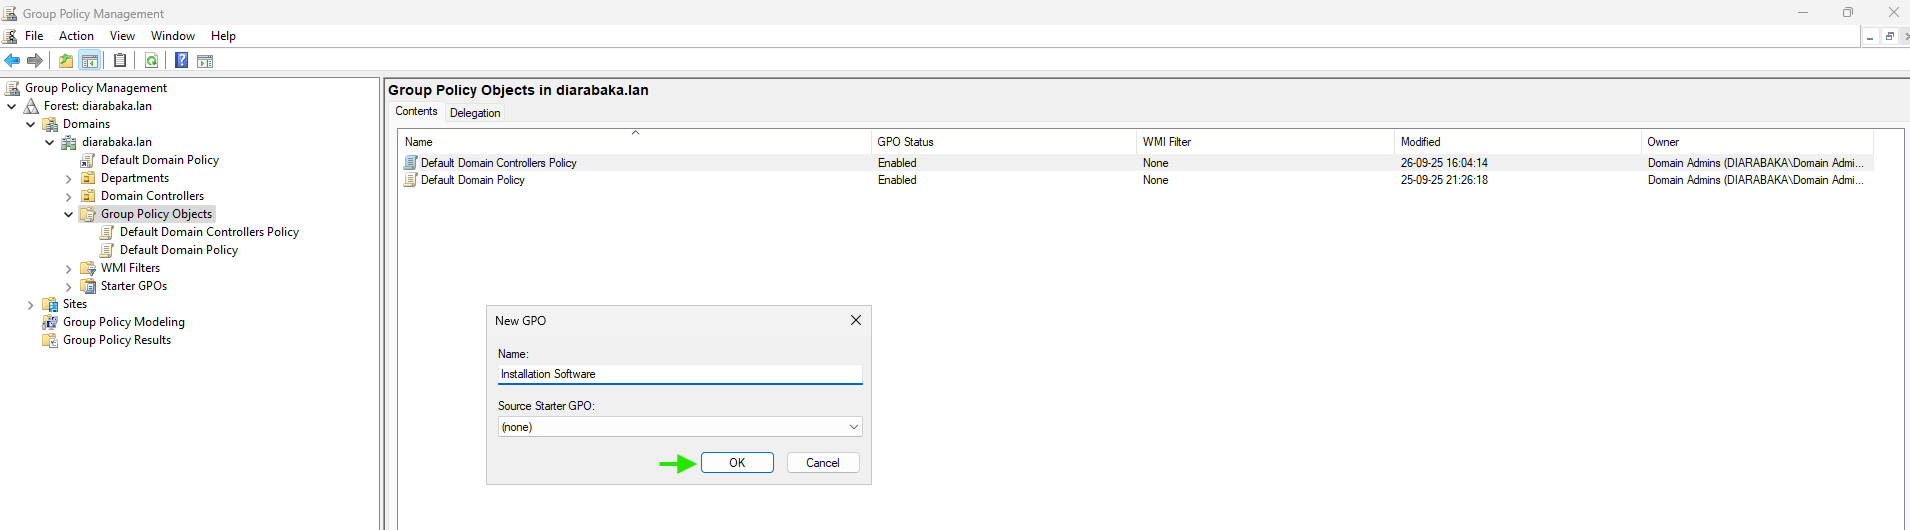 Group Policy Management
File Action View Window Help
Group Policy Management
Forest: diarabaka.lan
Domains
diarabaka.lan
Default Domain Policy
Departments
Domain Controllers
Group Policy Objects
Default Domain Controllers Policy
Default Domain Policy
WMI Filters
Starter GPOs
Sites
Group Policy Modeling
Group Policy Results
Group Policy Objects in diarabaka.lan
Contents Delegation
Name GPO Status WMI Filter Modified Owner
Default Domain Controllers Policy Enabled None 26-09-25 16:04:14 Domain Admins (DIARABAKA\Domain Admi...
Default Domain Policy Enabled None 25-09-25 21:26:18 Domain Admins (DIARABAKA\Domain Admi...
New GPO
Name:
Installation Software
Source Starter GPO:
(none)
OK Cancel